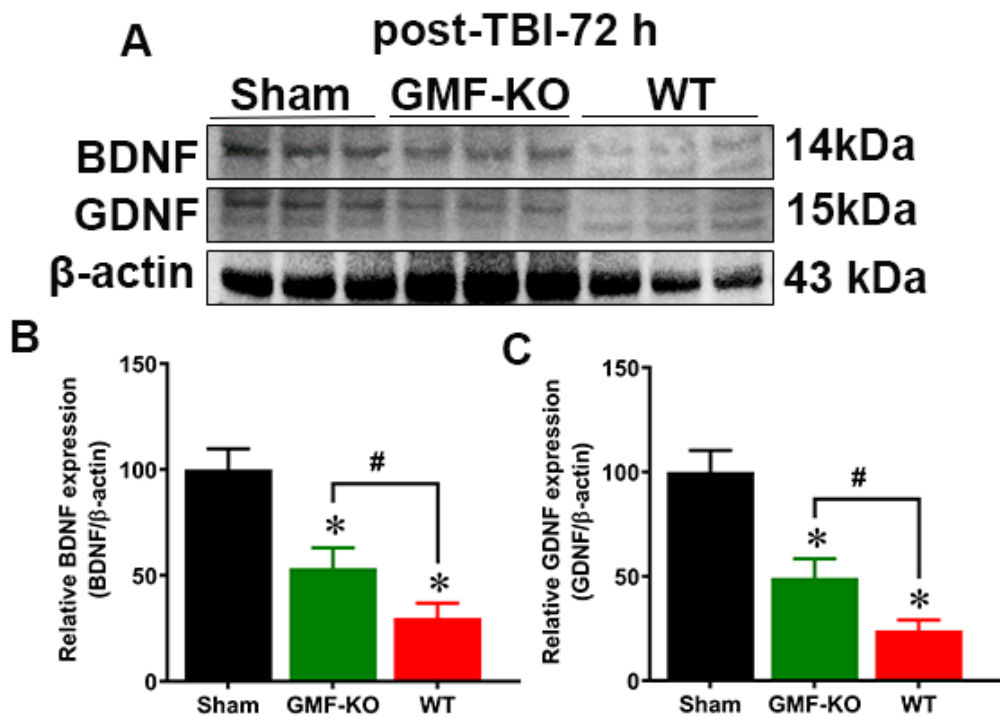 A
post-TBI-72 h
Sham GMF-KO WT
BDNF 14kDa
GDNF 15kDa
β-actin 43 kDa
B
Relative BDNF expression
(BDNF/β-actin)
150
100
50
0
#
*
*
Sham GMF-KO WT
C
Relative GDNF expression
(GDNF/β-actin)
150
100
50
0
#
*
*
Sham GMF-KO WT